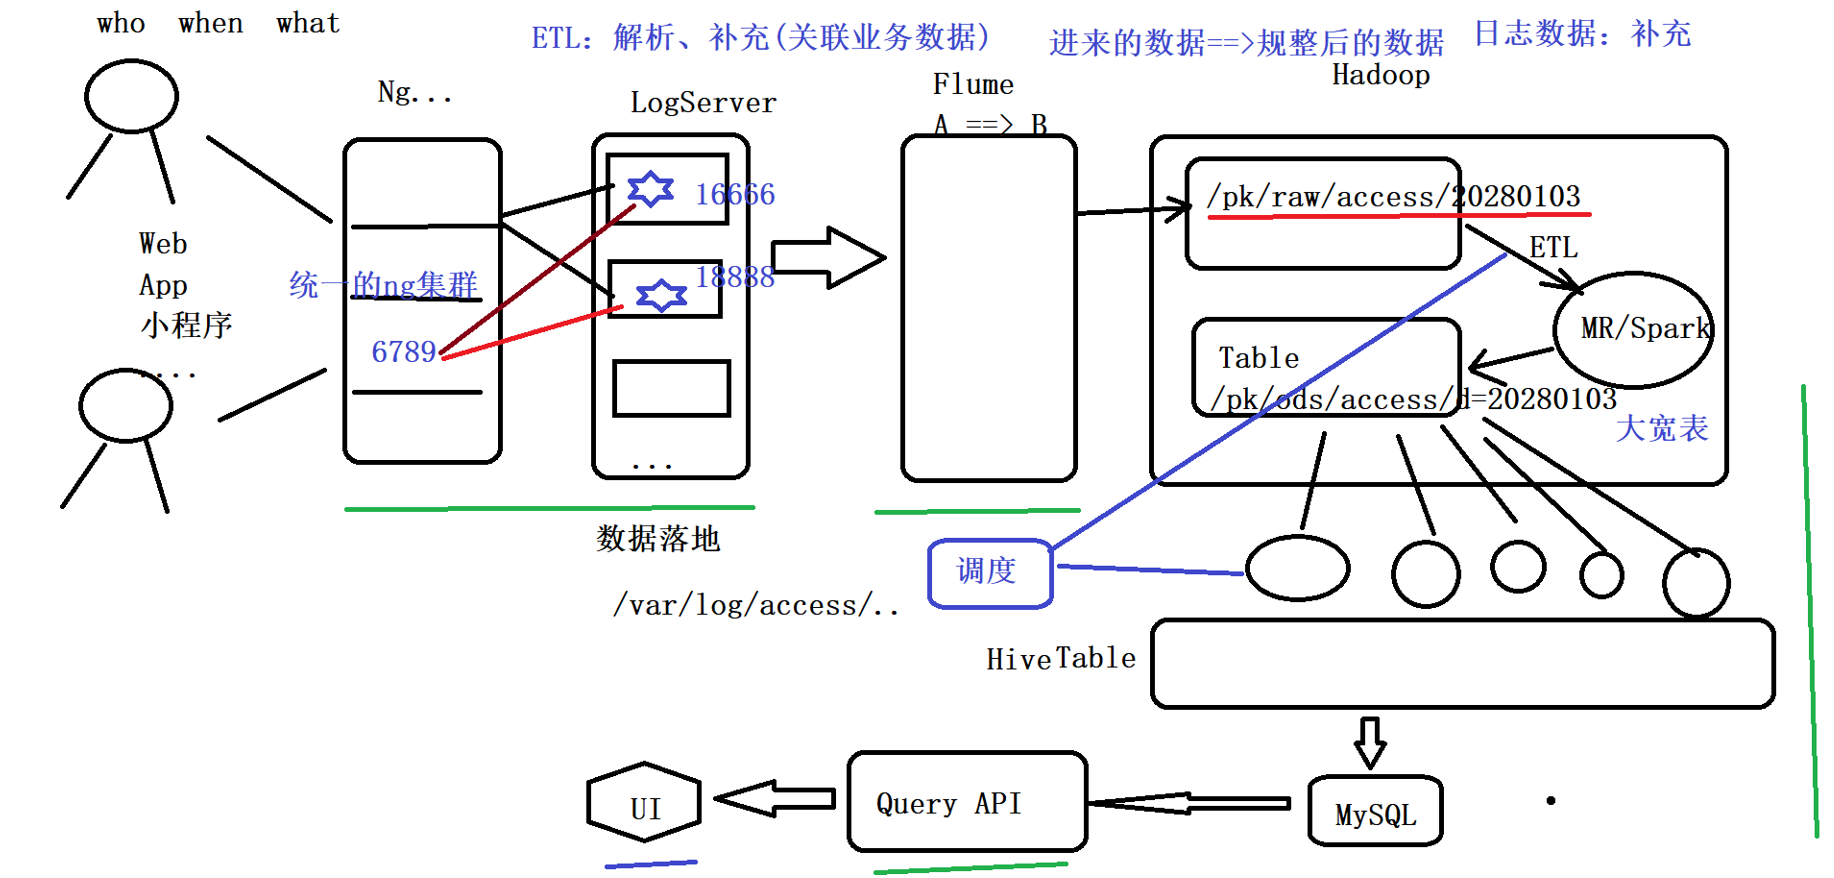 who when what
ETL：解析、补充(关联业务数据)
进来的数据==>规整后的数据
日志数据：补充
Ng...
LogServer
Flume
A ==> B
Hadoop
16666
/pk/raw/access/20280103
Web
App
小程序
....
统一的ng集群
18888
ETL
6789
MR/Spark
Table
/pk/ods/access/d=20280103
大宽表
...
数据落地
调度
/var/log/access/..
HiveTable
UI
Query API
MySQL